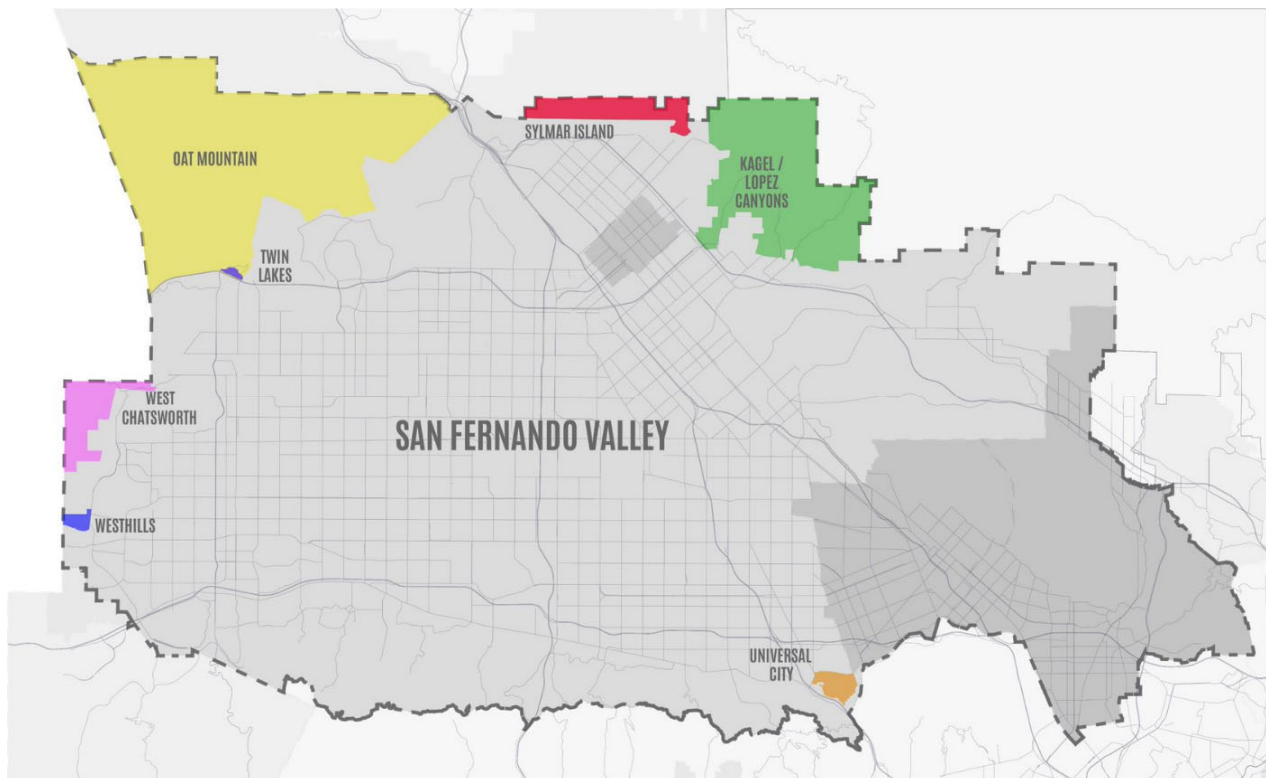 SYLMAR ISLAND
OAT MOUNTAIN
KAGEL /
LOPEZ
CANYONS
TWIN
LAKES
WEST
CHATSWORTH
SAN FERNANDO VALLEY
WESTHILLS
UNIVERSAL
CITY